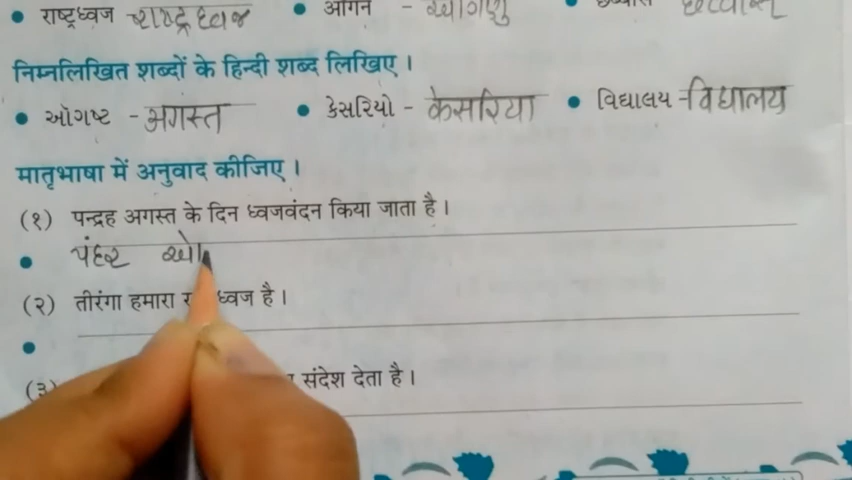 राष्ट्रध्वज રાષ્ટ્રધ્વજ • आँगन - આંગણુ •
निम्नलिखित शब्दों के हिन्दी शब्द लिखिए।
• ઑગષ્ટ - अगस्त • કેસરિયો - केसरिया • વિદ્યાલય - विद्यालय
मातृभाषा में अनुवाद कीजिए।
(१) पन्द्रह अगस्त के दिन ध्वजवंदन किया जाता है।
• પંદર ઓ
(२) तीरंगा हमारा ध्वज है।
(३) संदेश देता है।